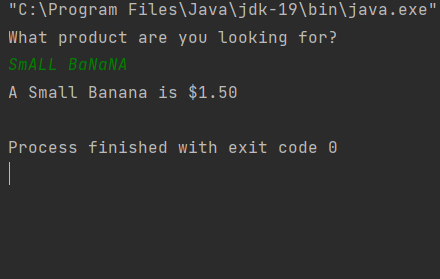 "C:\Program Files\Java\jdk-19\bin\java.exe"
What product are you looking for?
SmALL BaNaNA
A Small Banana is $1.50
Process finished with exit code 0